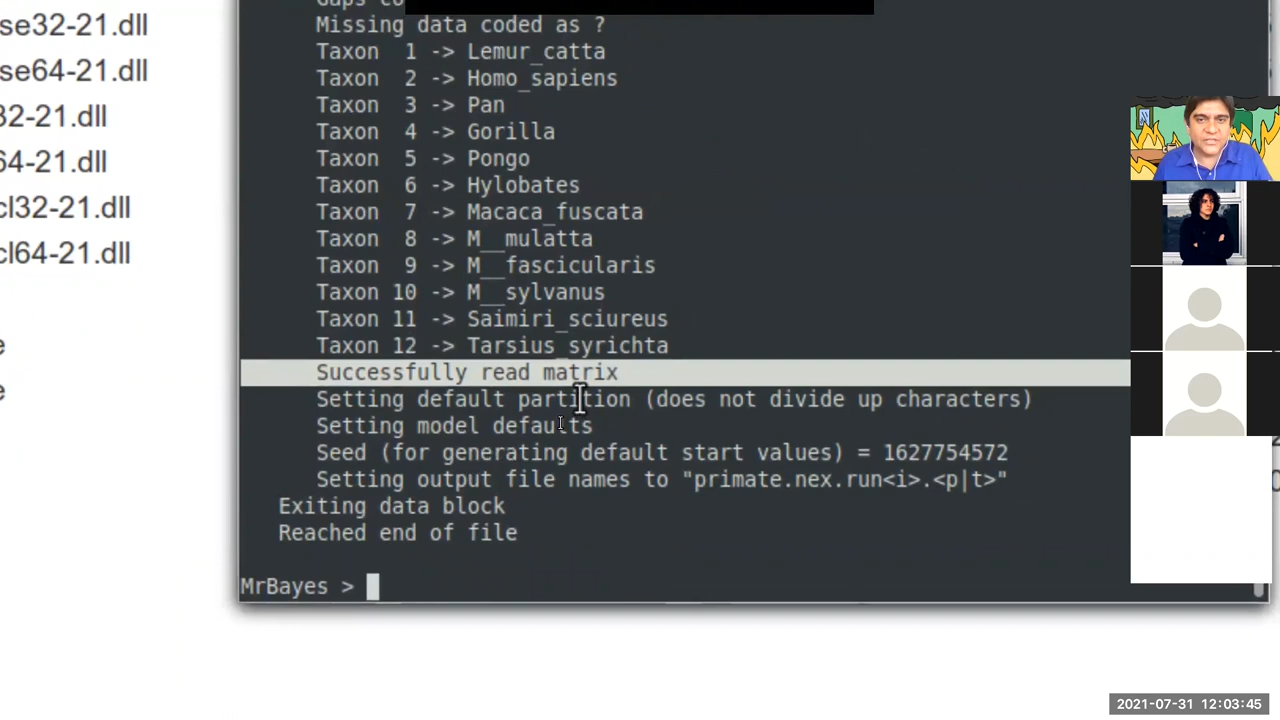 se32-21.dll
se64-21.dll
32-21.dll
64-21.dll
cl32-21.dll
cl64-21.dll
e
e
Missing data coded as ?
Taxon  1 -> Lemur_catta
Taxon  2 -> Homo_sapiens
Taxon  3 -> Pan
Taxon  4 -> Gorilla
Taxon  5 -> Pongo
Taxon  6 -> Hylobates
Taxon  7 -> Macaca_fuscata
Taxon  8 -> M__mulatta
Taxon  9 -> M__fascicularis
Taxon 10 -> M__sylvanus
Taxon 11 -> Saimiri_sciureus
Taxon 12 -> Tarsius_syrichta
Successfully read matrix
Setting default partition (does not divide up characters)
Setting model defaults
Seed (for generating default start values) = 1627754572
Setting output file names to "primate.nex.run<i>.<p|t>"
Exiting data block
Reached end of file
MrBayes >
2021-07-31 12:03:45